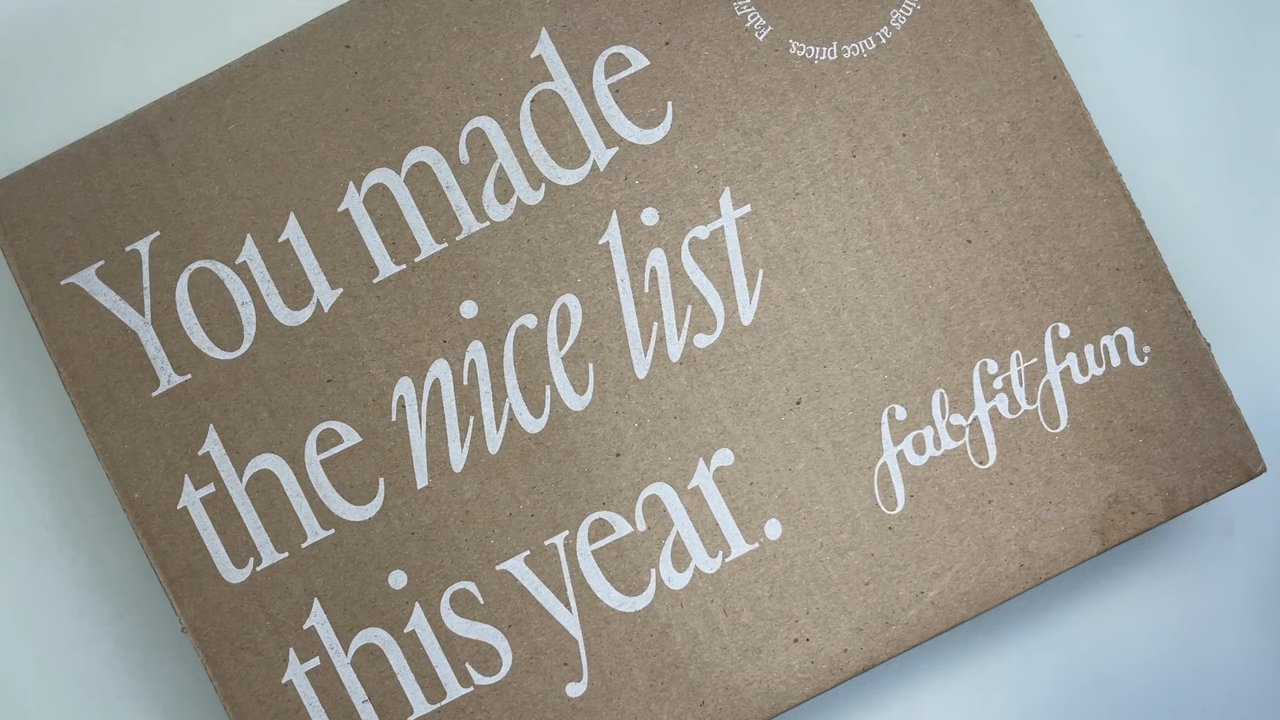 You made
the nice list
this year.
fabfitfun®
at nice prices.